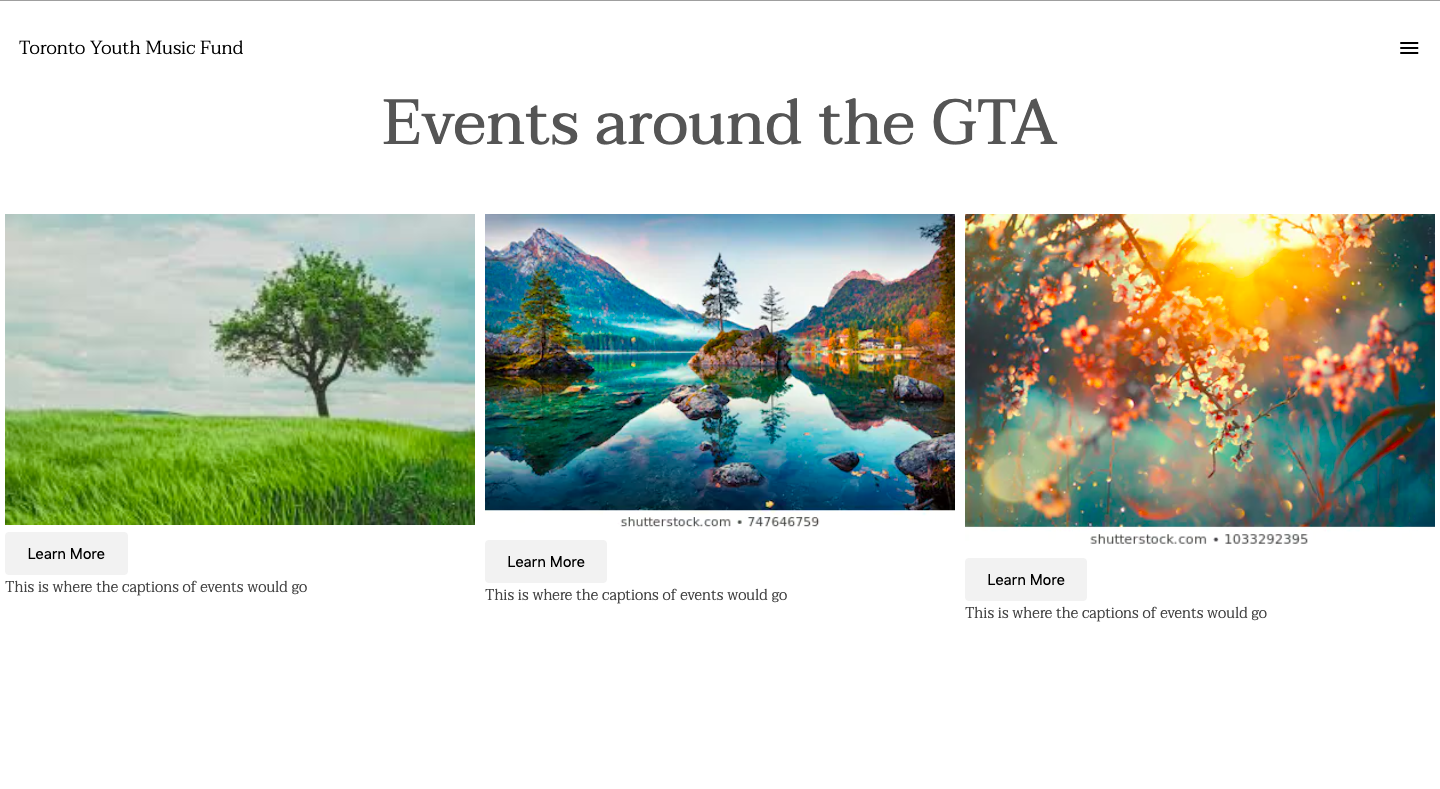 Toronto Youth Music Fund
Events around the GTA
shutterstock.com • 747646759
shutterstock.com • 1033292395
Learn More
This is where the captions of events would go
Learn More
This is where the captions of events would go
Learn More
This is where the captions of events would go